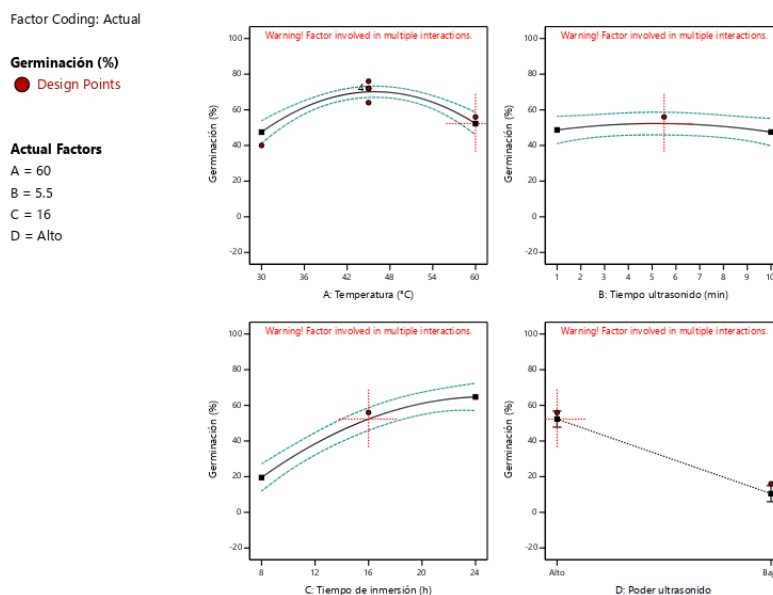 Factor Coding: Actual
Germinación (%)
Design Points
Actual Factors
A = 60
B = 5.5
C = 16
D = Alto
Warning! Factor involved in multiple interactions.
Germinación (%)
100
80
60
40
20
0
-20
4
30 36 42 48 54 60
A: Temperatura (°C)
Warning! Factor involved in multiple interactions.
Germinación (%)
100
80
60
40
20
0
-20
1 2 3 4 5 6 7 8 9 10
B: Tiempo ultrasonido (min)
Warning! Factor involved in multiple interactions.
Germinación (%)
100
80
60
40
20
0
-20
8 12 16 20 24
C: Tiempo de inmersión (h)
Warning! Factor involved in multiple interactions.
Germinación (%)
100
80
60
40
20
0
-20
Alto Baj
D: Poder ultrasonido